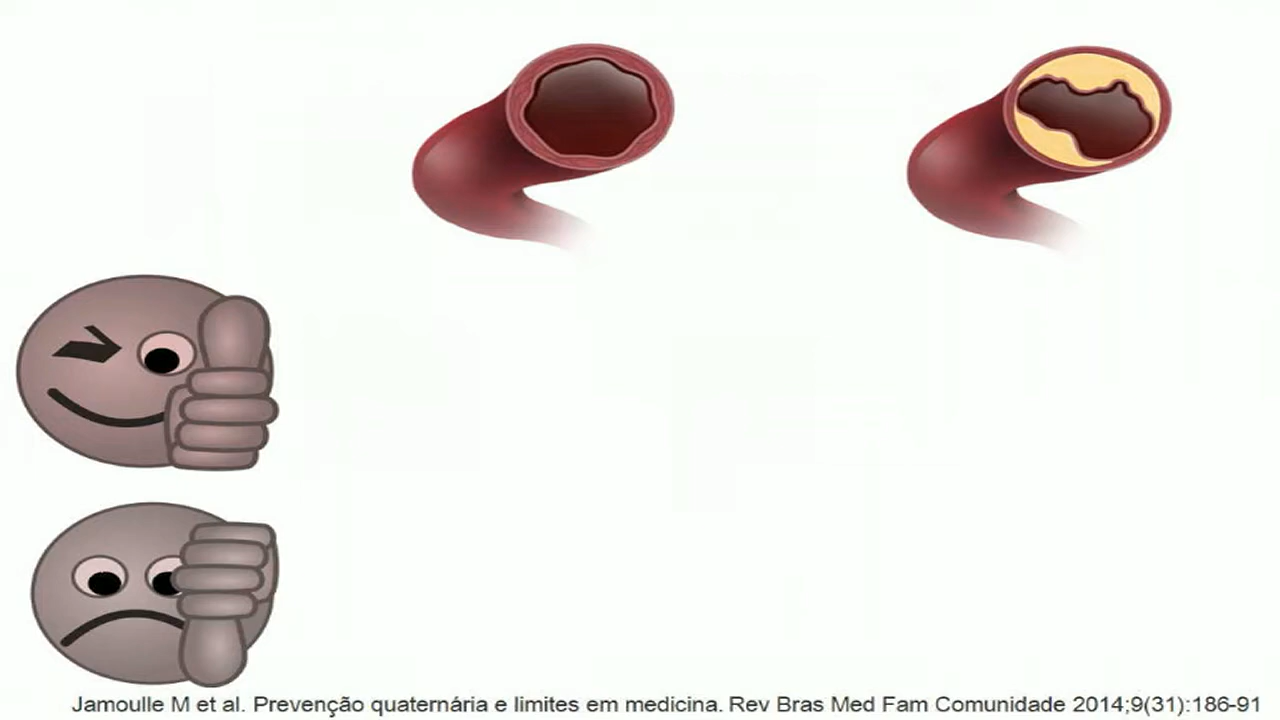 Jamoulle M et al. Prevenção quaternária e limites em medicina. Rev Bras Med Fam Comunidade 2014;9(31):186-91